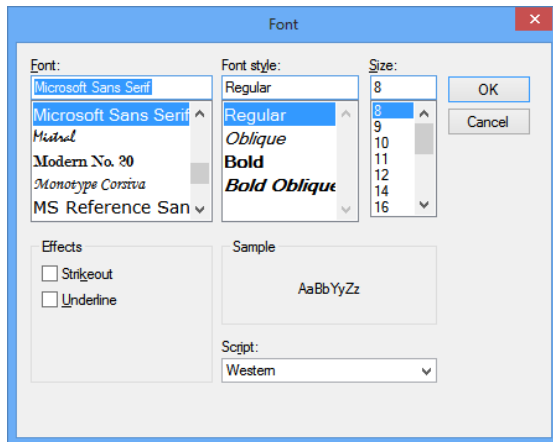 Font
Font: Font style: Size:
Microsoft Sans Serif Regular 8 OK
Microsoft Sans Serif Regular 8 Cancel
Mistral Oblique 9
Modern No. 20 Bold 10
Monotype Corsiva Bold Oblique 11
MS Reference San 12
14
16
Effects Sample
Strikeout AaBbYyZz
Underline
Script:
Western